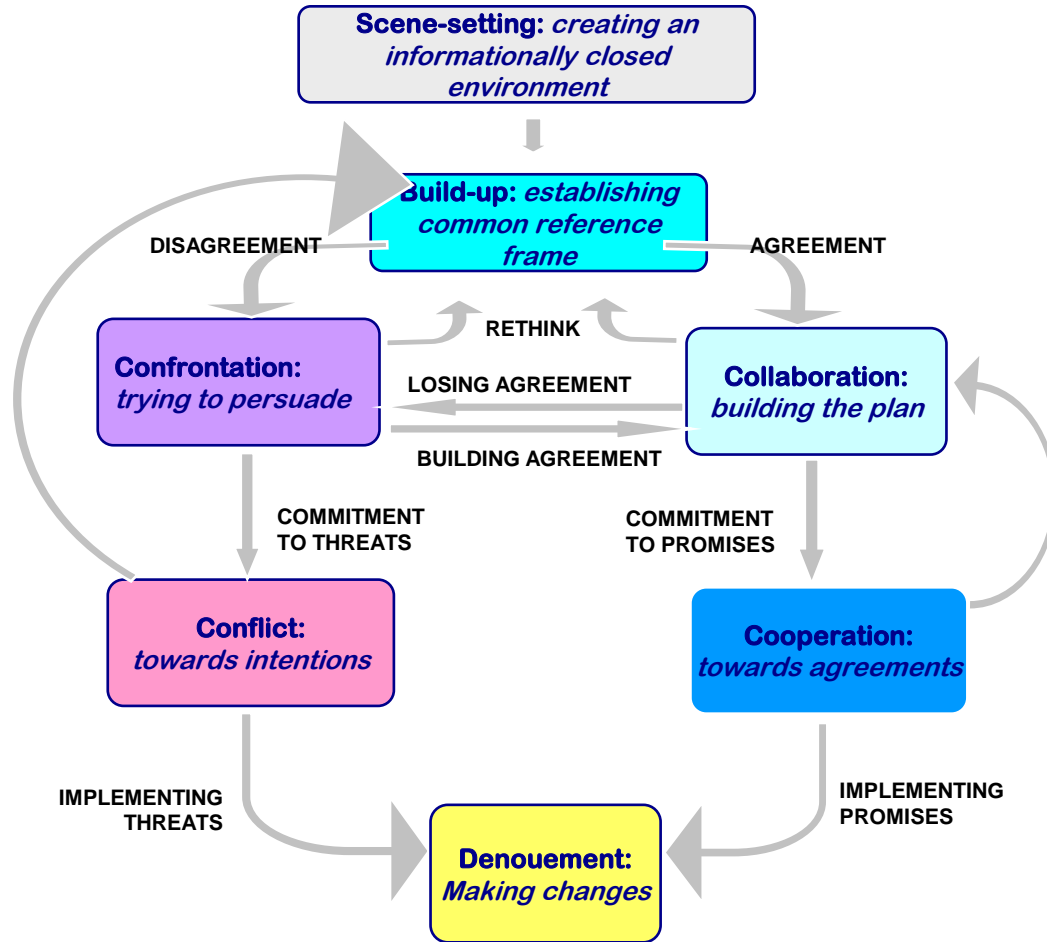 Scene-setting: creating an
informationally closed
environment
Build-up: establishing
common reference
frame
DISAGREEMENT
AGREEMENT
RETHINK
Confrontation:
trying to persuade
LOSING AGREEMENT
Collaboration:
building the plan
BUILDING AGREEMENT
COMMITMENT
TO THREATS
COMMITMENT
TO PROMISES
Conflict:
towards intentions
Cooperation:
towards agreements
IMPLEMENTING
THREATS
IMPLEMENTING
PROMISES
Denouement:
Making changes